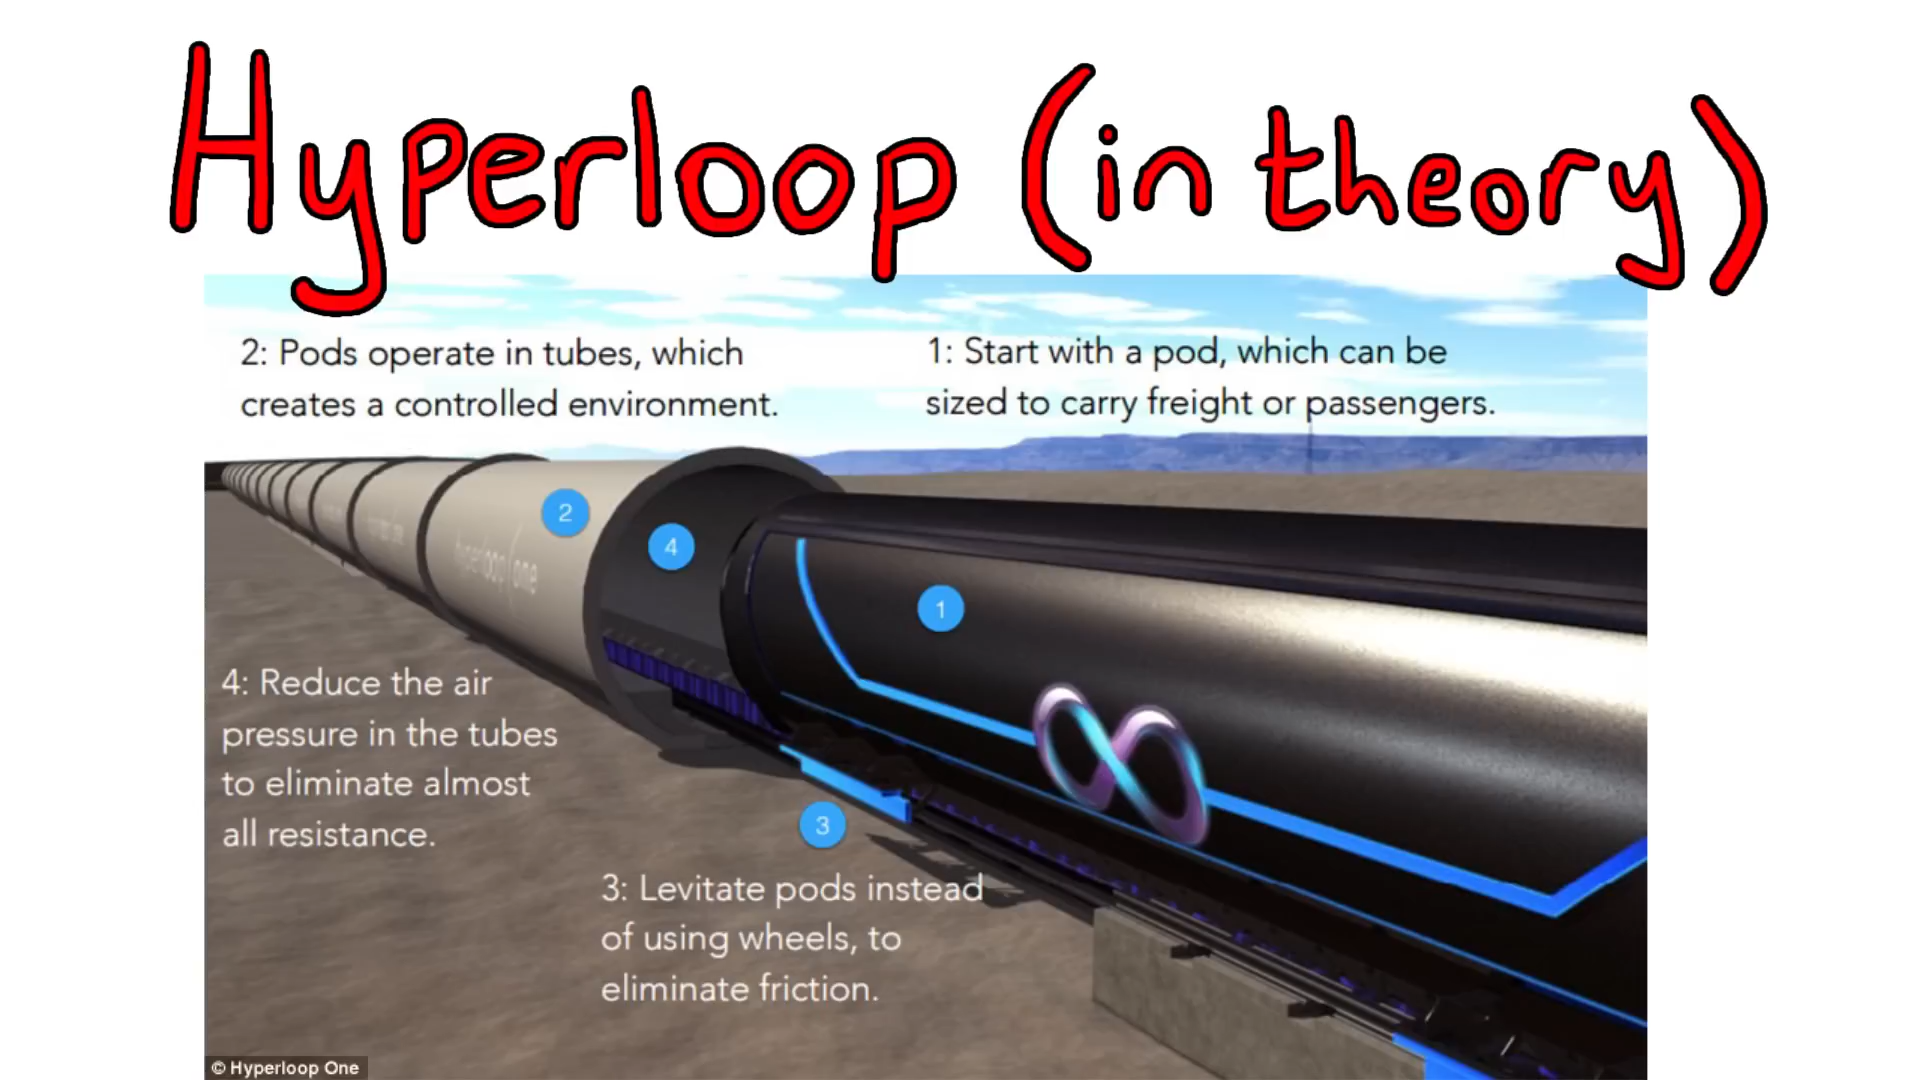 Hyperloop (in theory)
2: Pods operate in tubes, which
creates a controlled environment.
1: Start with a pod, which can be
sized to carry freight or passengers.
2
4
hyperloop one
1
4: Reduce the air
pressure in the tubes
to eliminate almost
all resistance.
3
3: Levitate pods instead
of using wheels, to
eliminate friction.
© Hyperloop One